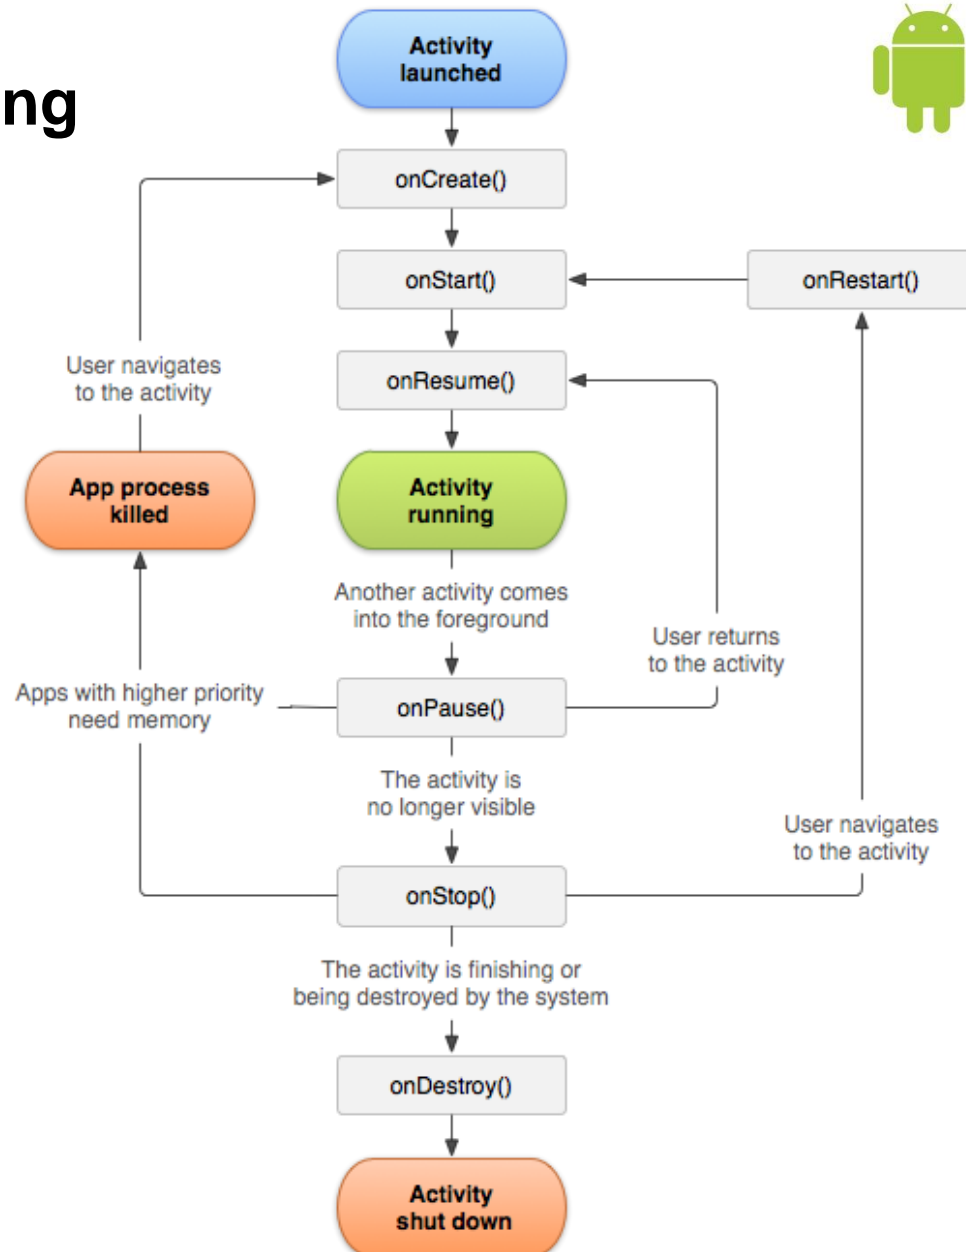 ng
Activity
launched
onCreate()
onStart()
onRestart()
onResume()
User navigates
to the activity
App process
killed
Activity
running
Another activity comes
into the foreground
User returns
to the activity
Apps with higher priority
need memory
onPause()
The activity is
no longer visible
User navigates
to the activity
onStop()
The activity is finishing or
being destroyed by the system
onDestroy()
Activity
shut down